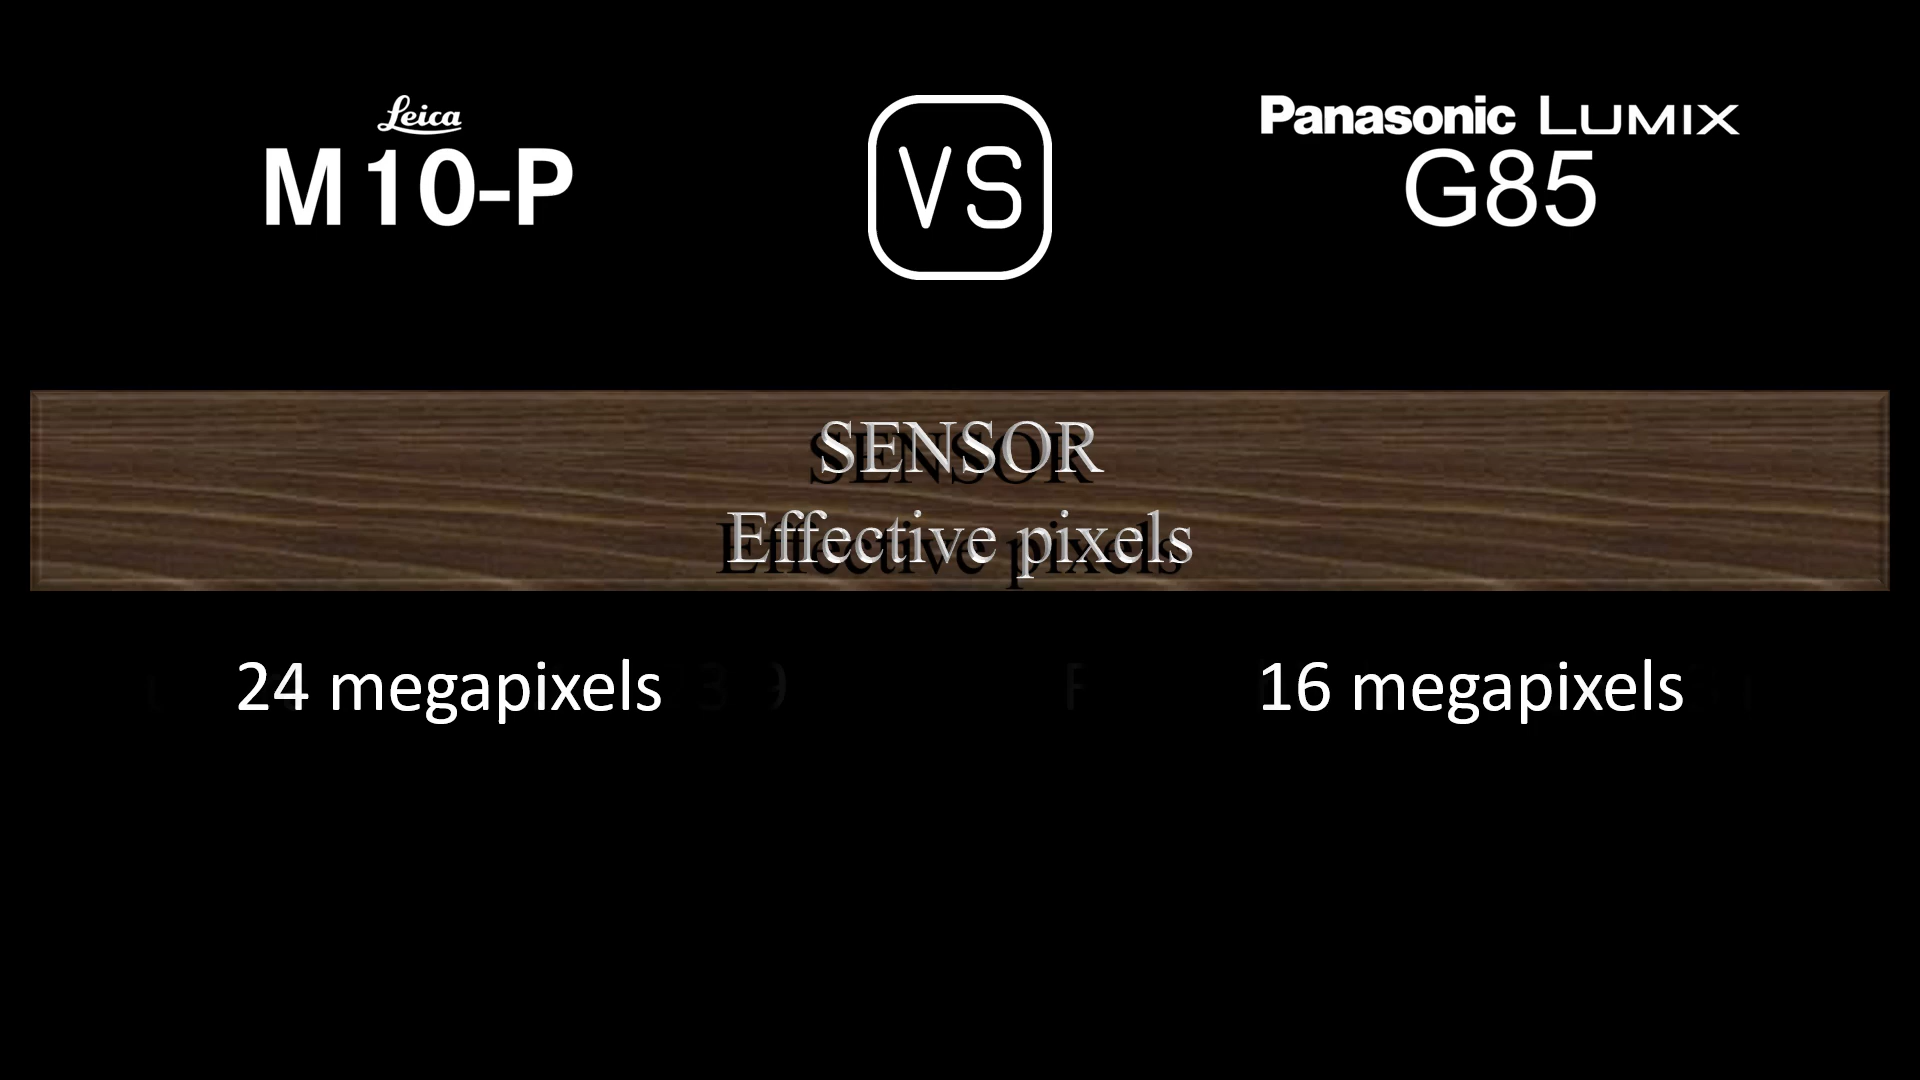 Leica
M10-P
VS
Panasonic LUMIX
G85
SENSOR
Effective pixels
24 megapixels
16 megapixels